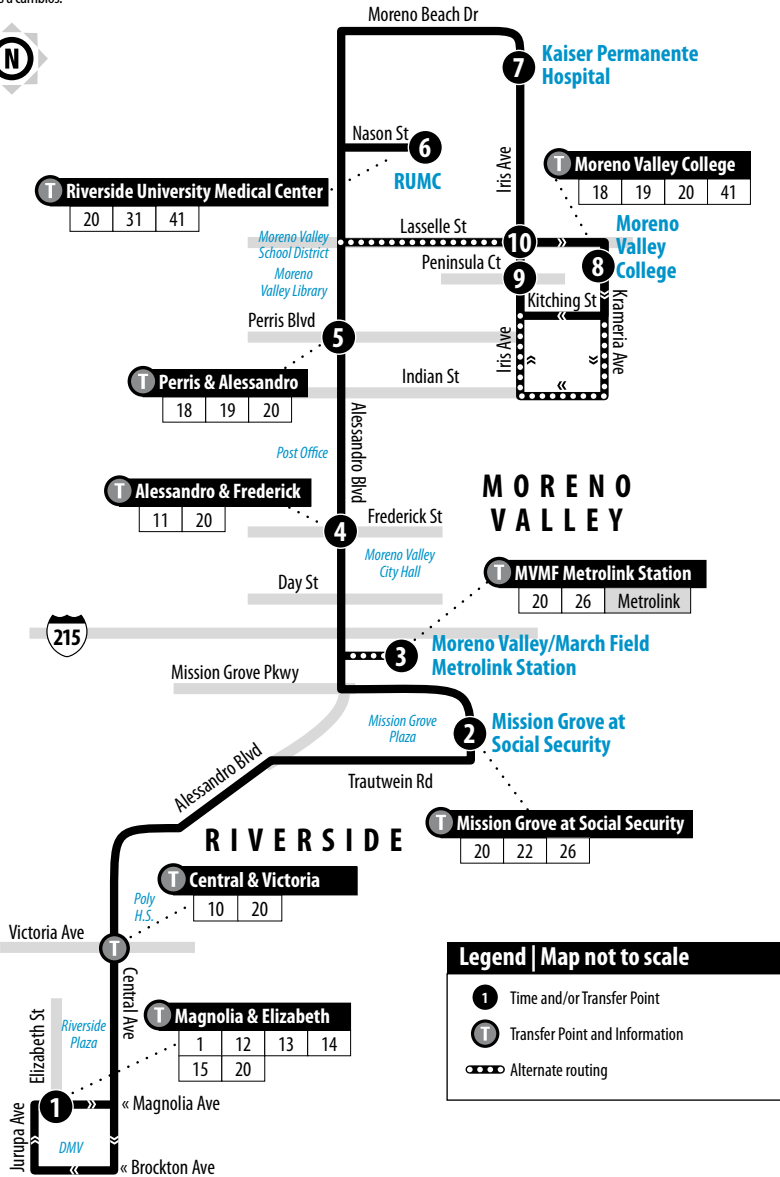 s a cambios.
N
Moreno Beach Dr
7
Kaiser Permanente
Hospital
Nason St
6
RUMC
Iris Ave
T Moreno Valley College
18 19 20 41
T Riverside University Medical Center
20 31 41
Moreno Valley
School District
Moreno
Valley Library
Lasselle St
10
»
Moreno
Valley
College
8
Peninsula Ct
9
Kitching St
«
Krameria Ave
»
»
Perris Blvd
5
Iris Ave
»
»
«
T Perris & Alessandro
18 19 20
Indian St
Alessandro Blvd
Post Office
T Alessandro & Frederick
11 20
4
Frederick St
MORENO
VALLEY
Moreno Valley
City Hall
Day St
T MVMF Metrolink Station
20 26 Metrolink
215
3
Moreno Valley/March Field
Metrolink Station
Mission Grove Pkwy
Mission Grove
Plaza
2
Mission Grove at
Social Security
Alessandro Blvd
Trautwein Rd
RIVERSIDE
T Mission Grove at Social Security
20 22 26
T Central & Victoria
10 20
Poly
H.S.
Victoria Ave
T
Central Ave
Elizabeth St
Riverside
Plaza
T Magnolia & Elizabeth
1 12 13 14
15 20
1
»
« Magnolia Ave
Jurupa Ave
»
DMV
»
«
« Brockton Ave
Legend | Map not to scale
1 Time and/or Transfer Point
T Transfer Point and Information
Alternate routing